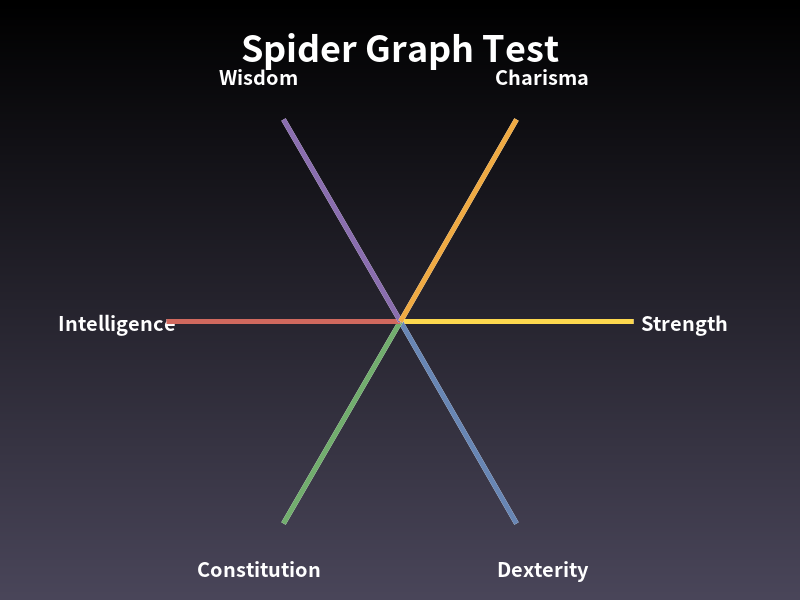 Spider Graph Test
Wisdom
Charisma
Intelligence
Strength
Constitution
Dexterity